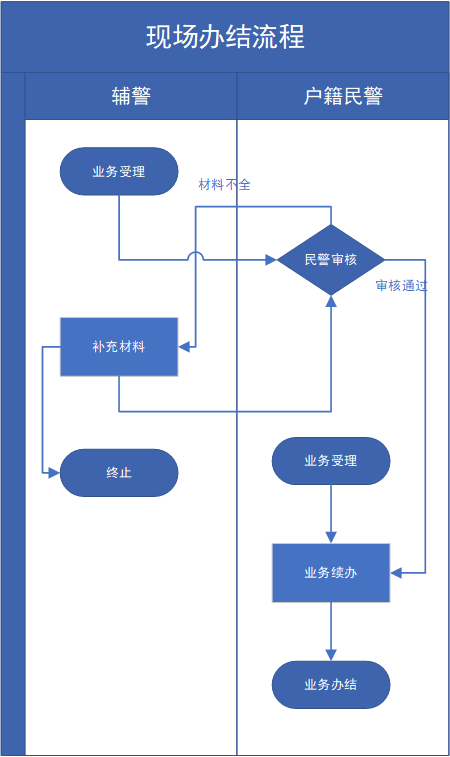 现场办结流程
辅警
户籍民警
业务受理
材料不全
民警审核
审核通过
补充材料
业务受理
终止
业务续办
业务办结